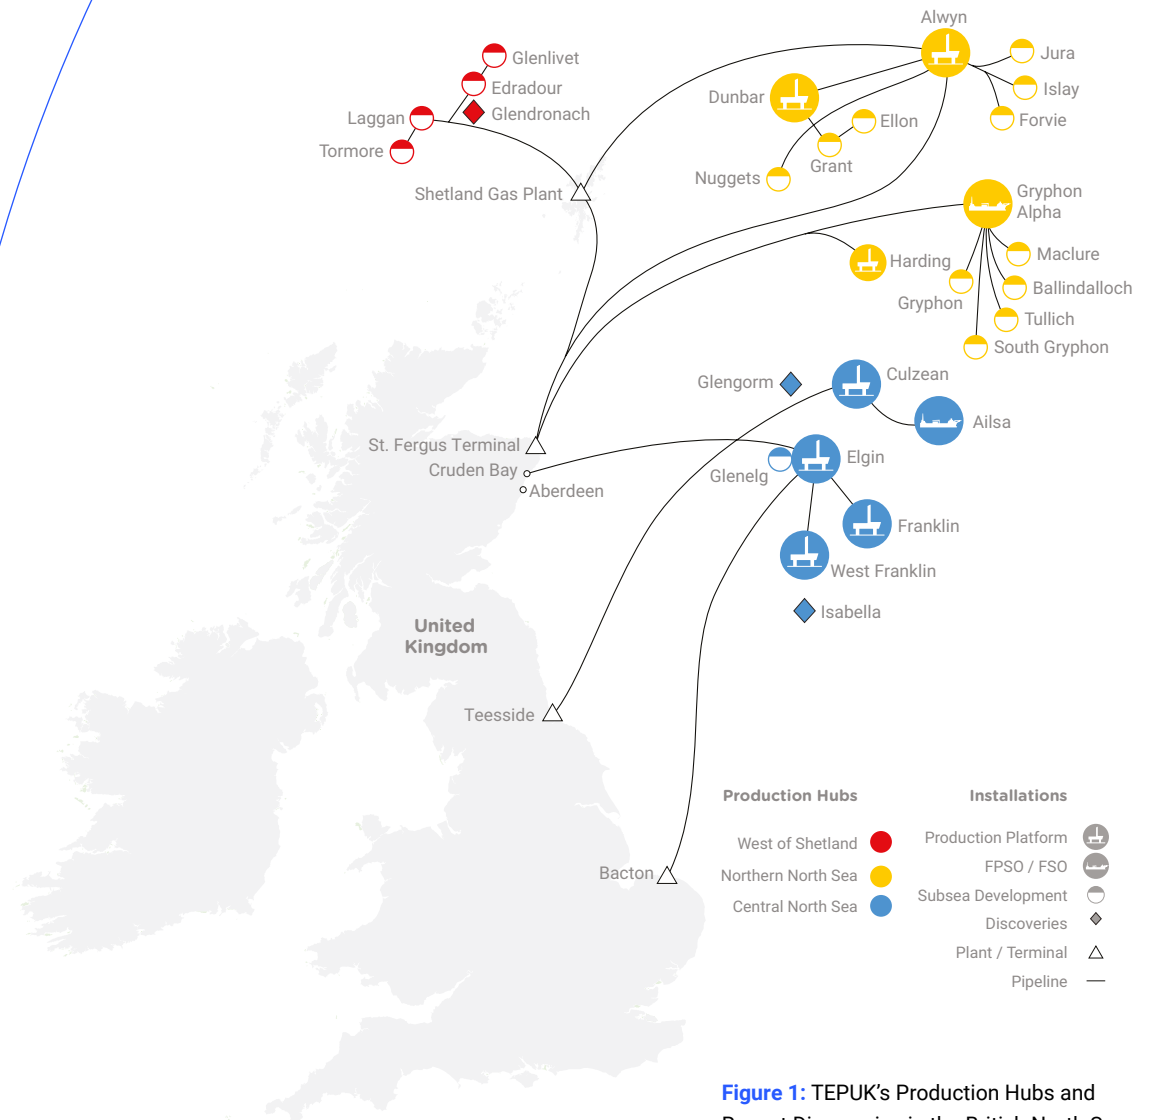 Alwyn
Glenlivet
Jura
Edradour
Islay
Dunbar
Glendronach
Laggan
Ellon
Forvie
Tormore
Grant
Nuggets
Shetland Gas Plant
Gryphon
Alpha
Maclure
Harding
Ballindalloch
Gryphon
Tullich
South Gryphon
Culzean
Glengorm
Ailsa
St. Fergus Terminal
Elgin
Cruden Bay
Glenelg
Aberdeen
Franklin
West Franklin
Isabella
United
Kingdom
Teesside
Bacton
Production Hubs
West of Shetland
Northern North Sea
Central North Sea
Installations
Production Platform
FPSO / FSO
Subsea Development
Discoveries
Plant / Terminal
Pipeline
Figure 1: TEPUK's Production Hubs and